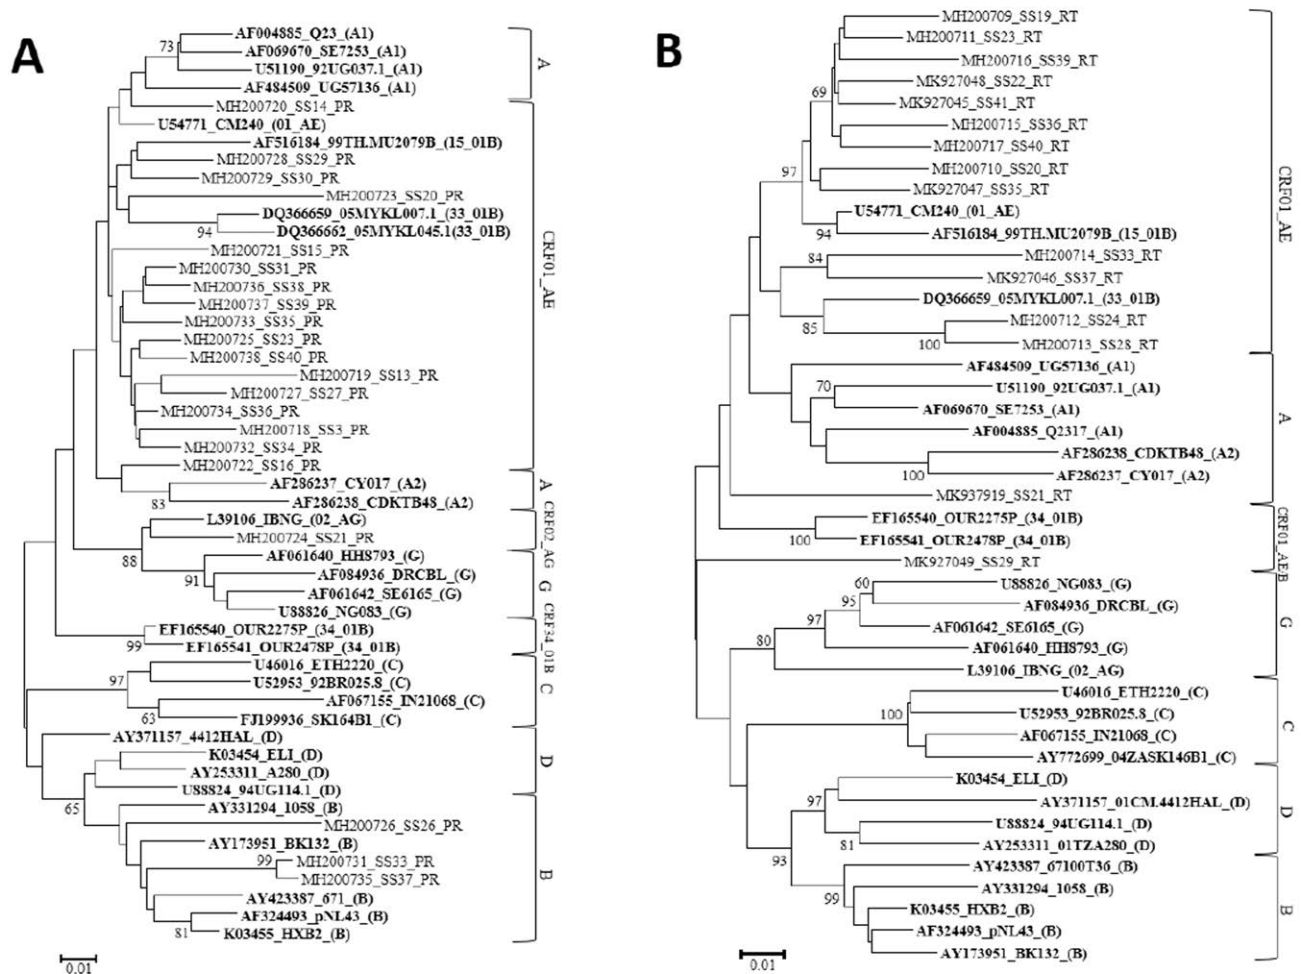 A
73
AF004885_Q23_(A1)
AF069670_SE7253_(A1)
U51190_92UG037.1_(A1)
AF484509_UG57136_(A1)
A
MH200720_SS14_PR
U54771_CM240_(01_AE)
AF516184_99TH.MU2079B_(15_01B)
MH200728_SS29_PR
MH200729_SS30_PR
MH200723_SS20_PR
DQ366659_05MYKL007.1_(33_01B)
94
DQ366662_05MYKL045.1(33_01B)
MH200721_SS15_PR
MH200730_SS31_PR
MH200736_SS38_PR
MH200737_SS39_PR
MH200733_SS35_PR
MH200725_SS23_PR
MH200738_SS40_PR
MH200719_SS13_PR
MH200727_SS27_PR
MH200734_SS36_PR
MH200718_SS3_PR
MH200732_SS34_PR
MH200722_SS16_PR
CRF01_AE
AF286237_CY017_(A2)
83
AF286238_CDKTB48_(A2)
A
L39106_IBNG_(02_AG)
MH200724_SS21_PR
CRF02_AG
88
AF061640_HH8793_(G)
91
AF084936_DRCBL_(G)
AF061642_SE6165_(G)
U88826_NG083_(G)
G
EF165540_OUR2275P_(34_01B)
99
EF165541_OUR2478P_(34_01B)
CRF34_01B
97
U46016_ETH2220_(C)
U52953_92BR025.8_(C)
AF067155_IN21068_(C)
63
FJ199936_SK164B1_(C)
C
AY371157_4412HAL_(D)
K03454_ELI_(D)
AY253311_A280_(D)
U88824_94UG114.1_(D)
D
65
AY331294_1058_(B)
MH200726_SS26_PR
AY173951_BK132_(B)
99
MH200731_SS33_PR
MH200735_SS37_PR
AY423387_671_(B)
AF324493_pNL43_(B)
81
K03455_HXB2_(B)
B
0.01
B
MH200709_SS19_RT
MH200711_SS23_RT
MH200716_SS39_RT
MK927048_SS22_RT
69
MK927045_SS41_RT
MH200715_SS36_RT
MH200717_SS40_RT
97
MH200710_SS20_RT
MK927047_SS35_RT
U54771_CM240_(01_AE)
94
AF516184_99TH.MU2079B_(15_01B)
84
MH200714_SS33_RT
MK927046_SS37_RT
DQ366659_05MYKL007.1_(33_01B)
85
MH200712_SS24_RT
100
MH200713_SS28_RT
CRF01_AE
AF484509_UG57136_(A1)
70
U51190_92UG037.1_(A1)
AF069670_SE7253_(A1)
AF004885_Q2317_(A1)
AF286238_CDKTB48_(A2)
100
AF286237_CY017_(A2)
MK937919_SS21_RT
A
EF165540_OUR2275P_(34_01B)
100
EF165541_OUR2478P_(34_01B)
MK927049_SS29_RT
CRF01_AE/B
60
U88826_NG083_(G)
95
AF084936_DRCBL_(G)
97
AF061642_SE6165_(G)
80
AF061640_HH8793_(G)
L39106_IBNG_(02_AG)
G
U46016_ETH2220_(C)
100
U52953_92BR025.8_(C)
AF067155_IN21068_(C)
AY772699_04ZASK146B1_(C)
C
K03454_ELI_(D)
97
AY371157_01CM.4412HAL_(D)
U88824_94UG114.1_(D)
81
AY253311_01TZA280_(D)
D
93
AY423387_67100T36_(B)
AY331294_1058_(B)
99
K03455_HXB2_(B)
AF324493_pNL43_(B)
AY173951_BK132_(B)
B
0.01